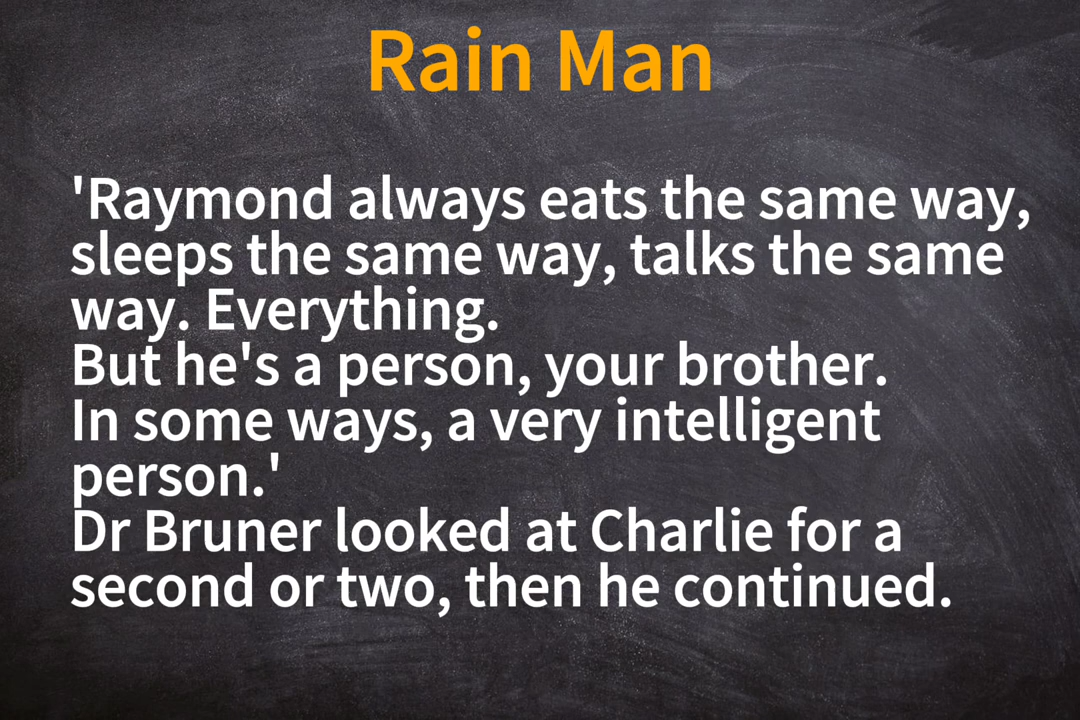 Rain Man
'Raymond always eats the same way,
sleeps the same way, talks the same
way. Everything.
But he's a person, your brother.
In some ways, a very intelligent
person.'
Dr Bruner looked at Charlie for a
second or two, then he continued.